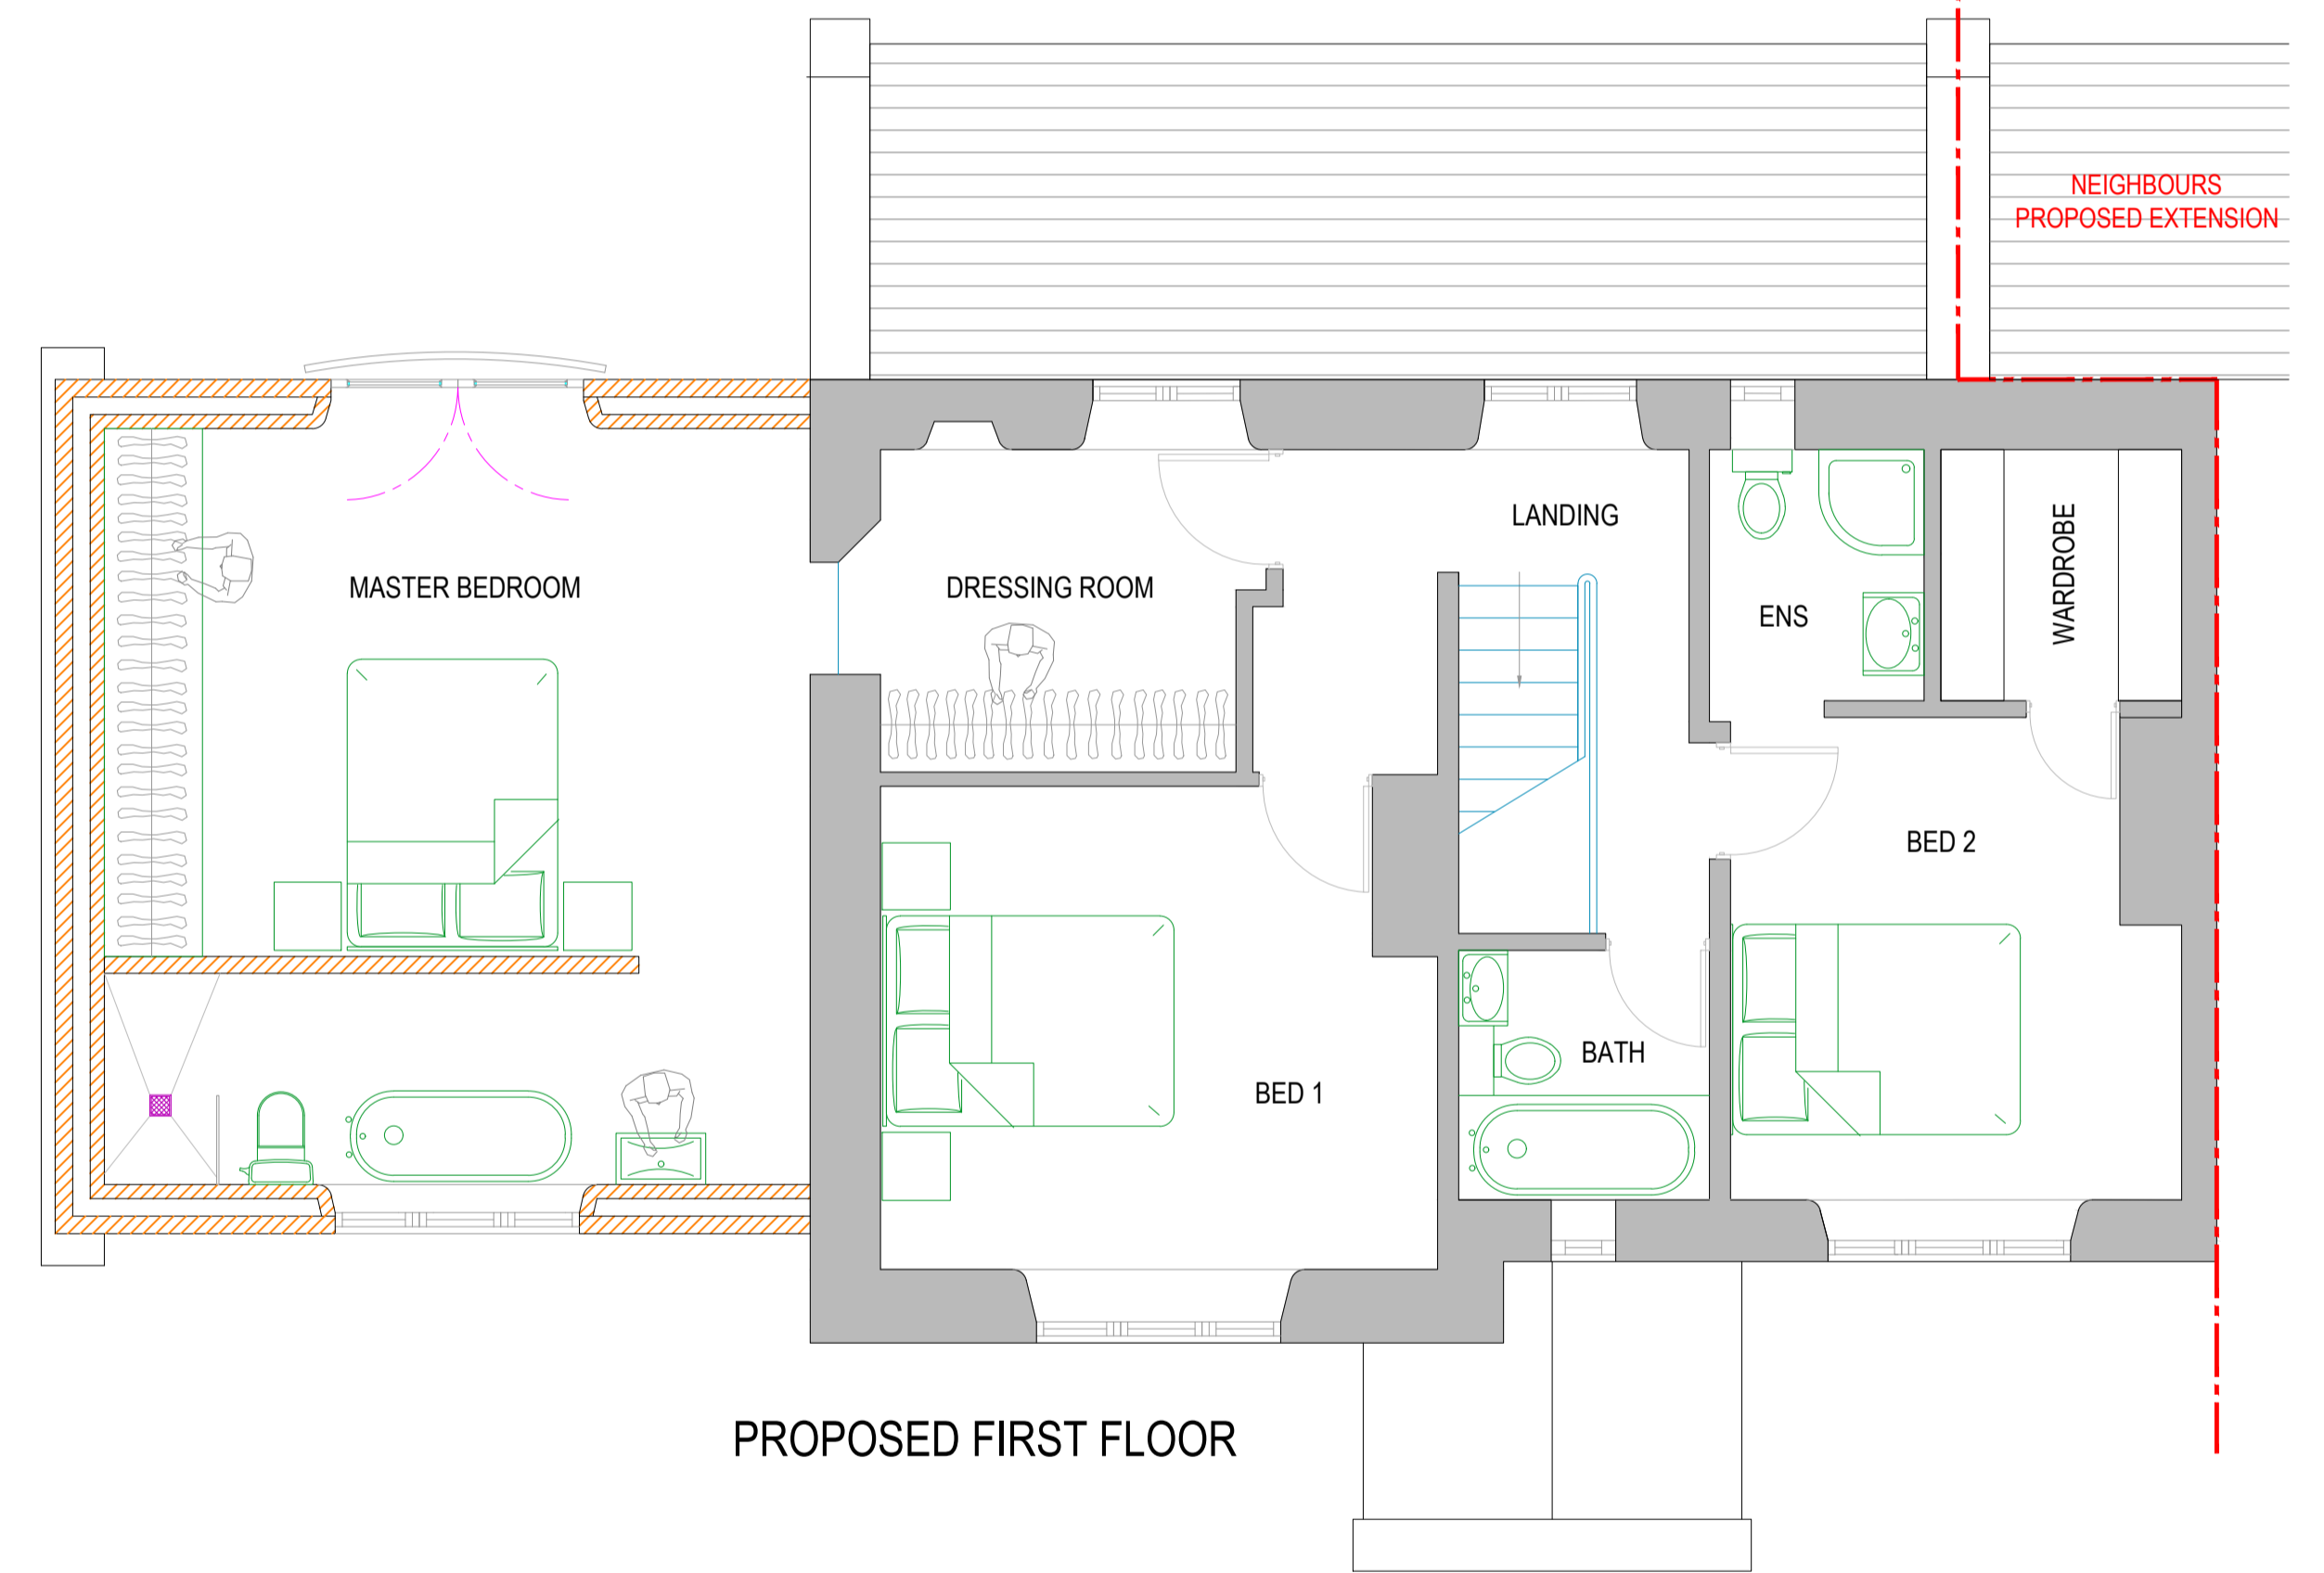 NEIGHBOURS
PROPOSED EXTENSION
LANDING
WARDROBE
MASTER BEDROOM
DRESSING ROOM
ENS
BED 2
BATH
BED 1
PROPOSED FIRST FLOOR